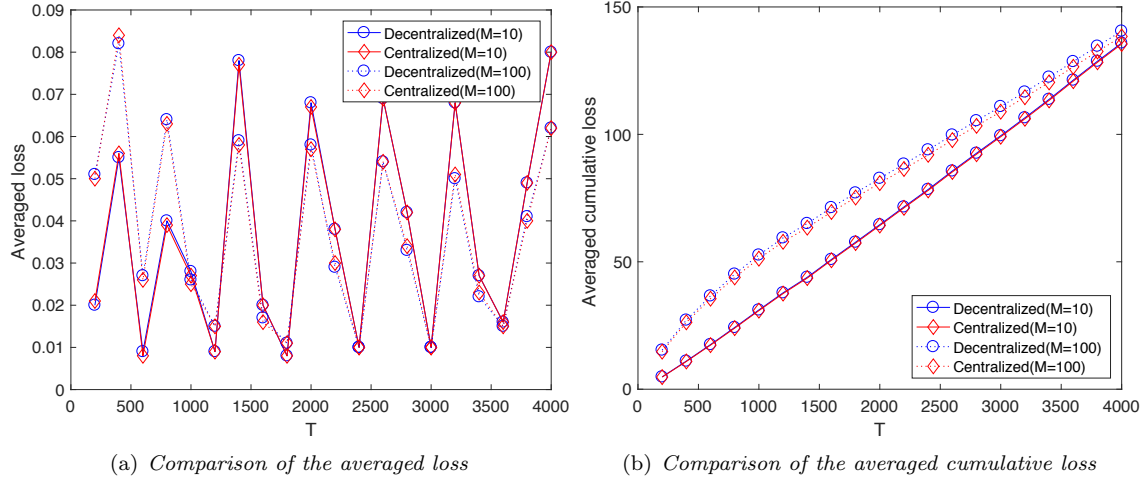 0.09
0.08
0.07
0.06
0.05
0.04
0.03
0.02
0.01
0
Averaged loss
0 500 1000 1500 2000 2500 3000 3500 4000
T
Decentralized(M=10)
Centralized(M=10)
Decentralized(M=100)
Centralized(M=100)
(a) Comparison of the averaged loss
150
100
50
0
Averaged cumulative loss
0 500 1000 1500 2000 2500 3000 3500 4000
T
Decentralized(M=10)
Centralized(M=10)
Decentralized(M=100)
Centralized(M=100)
(b) Comparison of the averaged cumulative loss